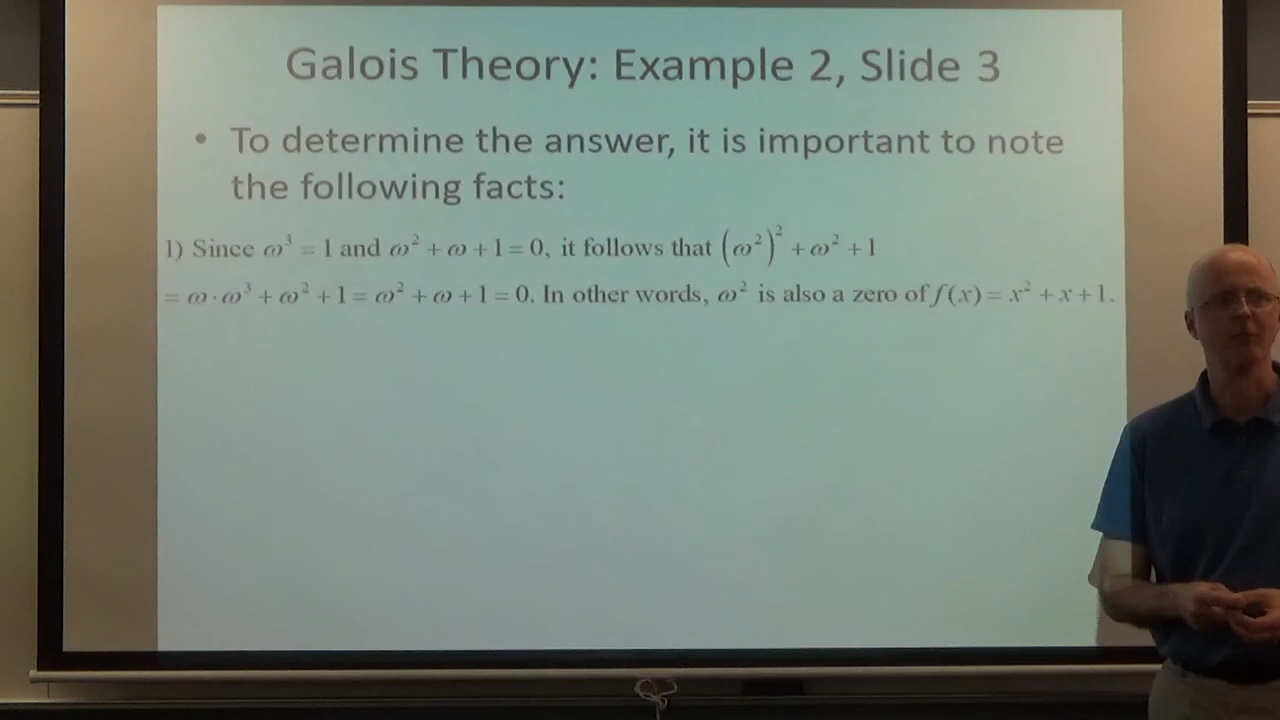 Galois Theory: Example 2, Slide 3
• To determine the answer, it is important to note
the following facts:
1) Since ω³ = 1 and ω² + ω + 1 = 0, it follows that (ω²)² + ω² + 1
= ω · ω³ + ω² + 1 = ω² + ω + 1 = 0. In other words, ω² is also a zero of f(x) = x² + x + 1.